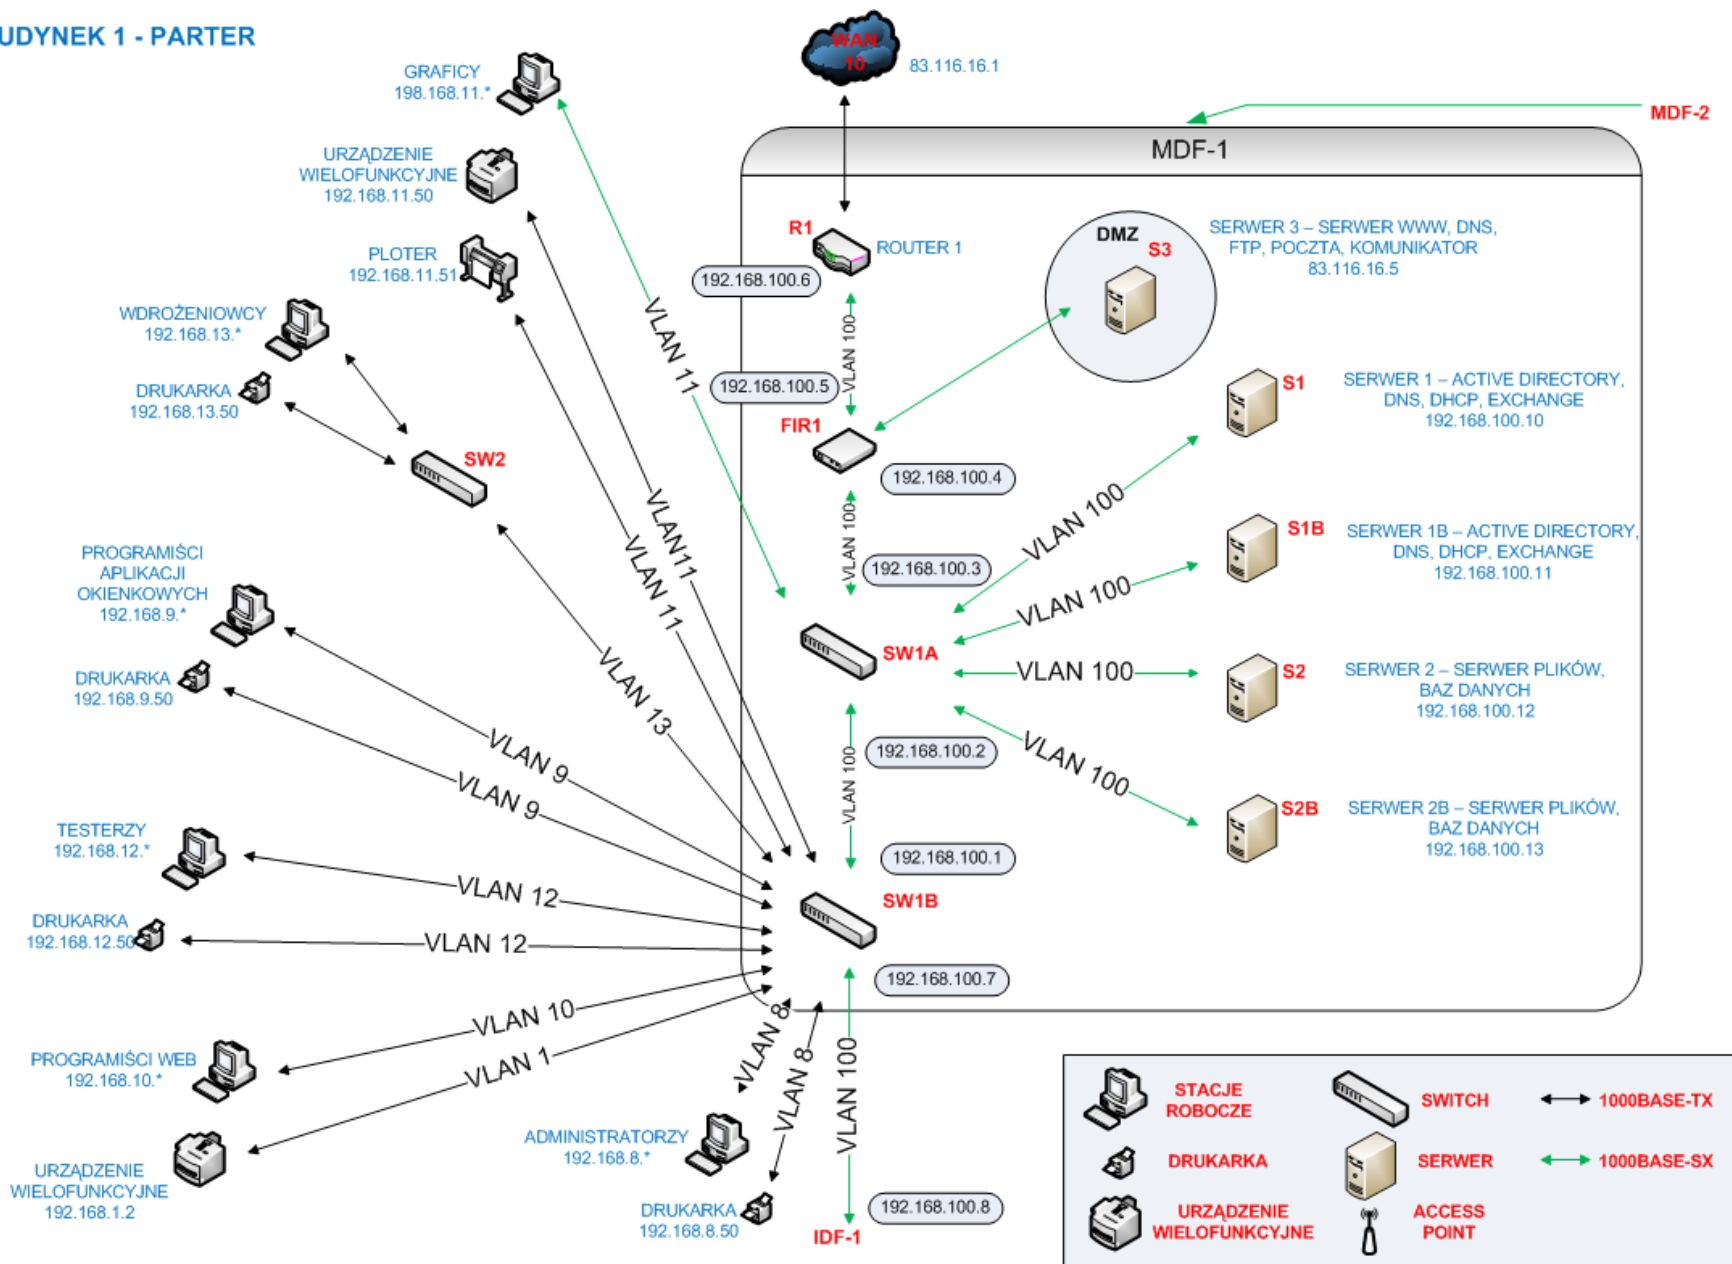 UDYNEK 1 - PARTER
WAN
10
83.116.16.1
MDF-2
MDF-1
GRAFICY
198.168.11.*
URZĄDZENIE
WIELOFUNKCYJNE
192.168.11.50
PLOTER
192.168.11.51
WDROŻENIOWCY
192.168.13.*
DRUKARKA
192.168.13.50
SW2
PROGRAMIŚCI
APLIKACJI
OKIENKOWYCH
192.168.9.*
DRUKARKA
192.168.9.50
TESTERZY
192.168.12.*
DRUKARKA
192.168.12.50
PROGRAMIŚCI WEB
192.168.10.*
URZĄDZENIE
WIELOFUNKCYJNE
192.168.1.2
ADMINISTRATORZY
192.168.8.*
DRUKARKA
192.168.8.50
VLAN 11
VLAN11
VLAN 11
VLAN 13
VLAN 9
VLAN 9
VLAN 12
VLAN 12
VLAN 10
VLAN 1
VLAN 8
VLAN 8
VLAN 100
R1
ROUTER 1
192.168.100.6
VLAN 100
192.168.100.5
FIR1
192.168.100.4
VLAN 100
192.168.100.3
SW1A
192.168.100.2
VLAN 100
192.168.100.1
SW1B
192.168.100.7
192.168.100.8
IDF-1
DMZ
S3
SERWER 3 – SERWER WWW, DNS,
FTP, POCZTA, KOMUNIKATOR
83.116.16.5
VLAN 100
S1
SERWER 1 – ACTIVE DIRECTORY,
DNS, DHCP, EXCHANGE
192.168.100.10
VLAN 100
S1B
SERWER 1B – ACTIVE DIRECTORY,
DNS, DHCP, EXCHANGE
192.168.100.11
VLAN 100
S2
SERWER 2 – SERWER PLIKÓW,
BAZ DANYCH
192.168.100.12
VLAN 100
S2B
SERWER 2B – SERWER PLIKÓW,
BAZ DANYCH
192.168.100.13
STACJE
ROBOCZE
SWITCH
1000BASE-TX
DRUKARKA
SERWER
1000BASE-SX
URZĄDZENIE
WIELOFUNKCYJNE
ACCESS
POINT